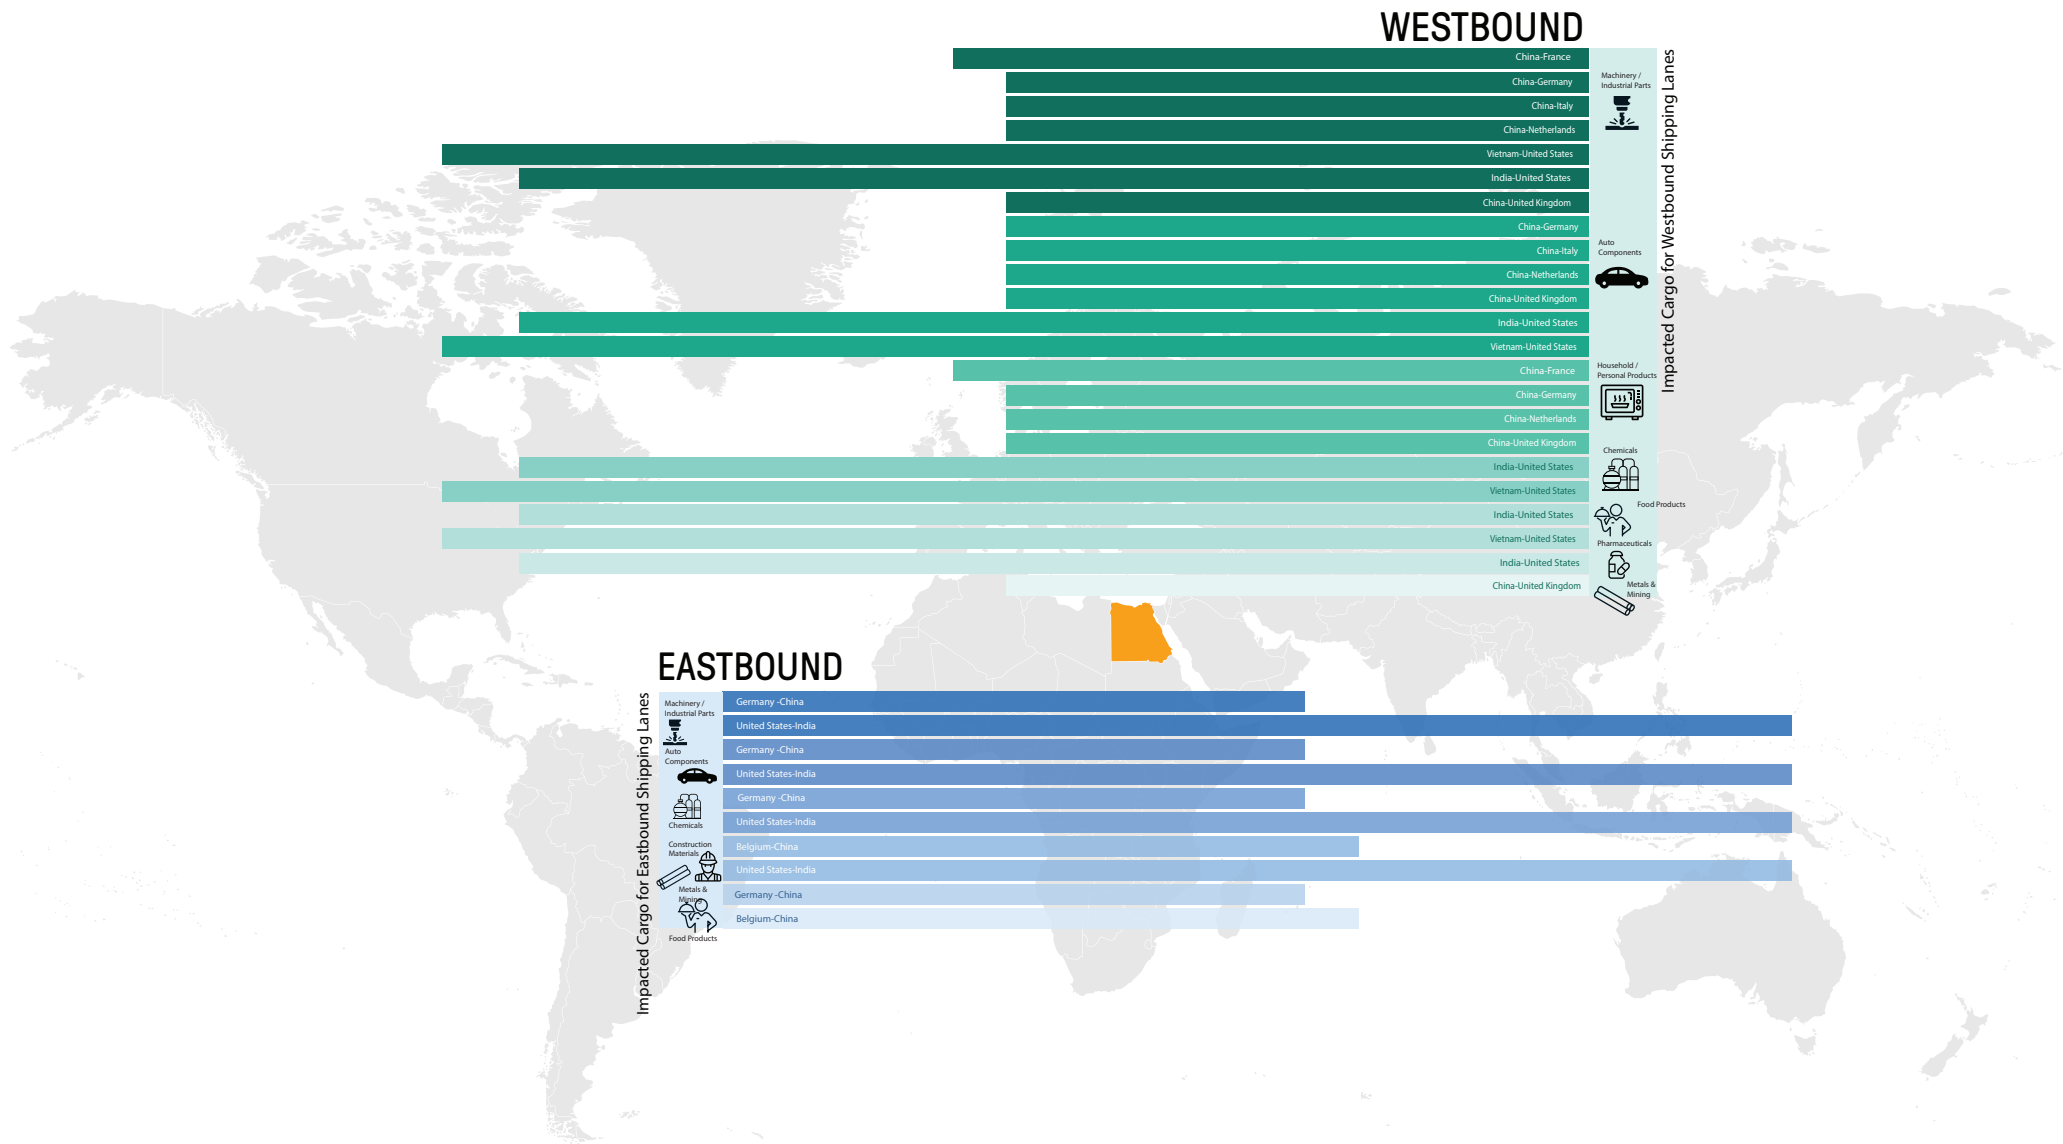 WESTBOUND
China-France
China-Germany
China-Italy
China-Netherlands
Vietnam-United States
India-United States
China-United Kingdom
China-Germany
China-Italy
China-Netherlands
China-United Kingdom
India-United States
Vietnam-United States
China-France
China-Germany
China-Netherlands
China-United Kingdom
India-United States
Vietnam-United States
India-United States
Vietnam-United States
India-United States
China-United Kingdom
Machinery /
Industrial Parts
Auto
Components
Household /
Personal Products
Chemicals
Food Products
Pharmaceuticals
Metals &
Mining
Impacted Cargo for Westbound Shipping Lanes
EASTBOUND
Impacted Cargo for Eastbound Shipping Lanes
Machinery /
Industrial Parts
Auto
Components
Chemicals
Construction
Materials
Metals &
Mining
Food Products
Germany -China
United States-India
Germany -China
United States-India
Germany -China
United States-India
Belgium-China
United States-India
Germany -China
Belgium-China